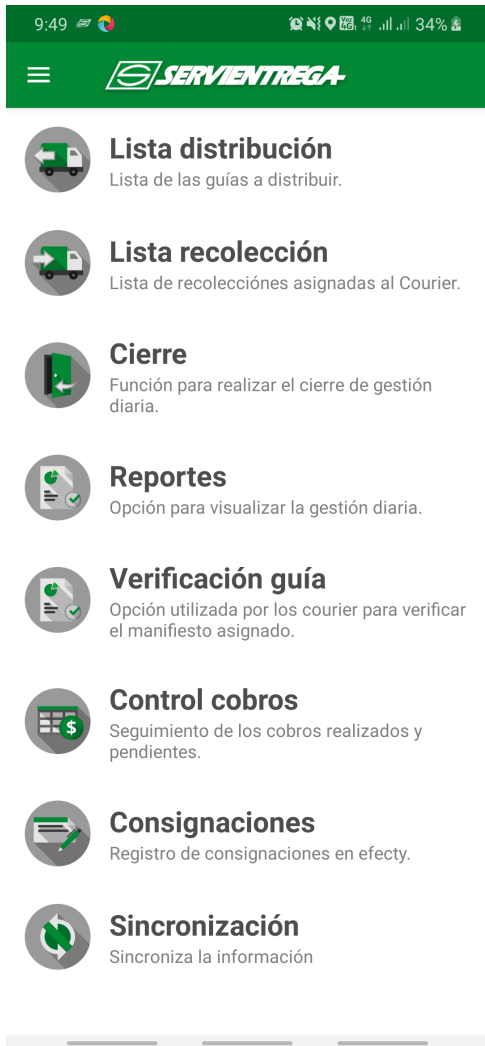 9:49 34%
SERVIENTREGA
Lista distribución
Lista de las guías a distribuir.
Lista recolección
Lista de recolecciónes asignadas al Courier.
Cierre
Función para realizar el cierre de gestión
diaria.
Reportes
Opción para visualizar la gestión diaria.
Verificación guía
Opción utilizada por los courier para verificar
el manifiesto asignado.
Control cobros
$
Seguimiento de los cobros realizados y
pendientes.
Consignaciones
Registro de consignaciones en efecty.
Sincronización
Sincroniza la información